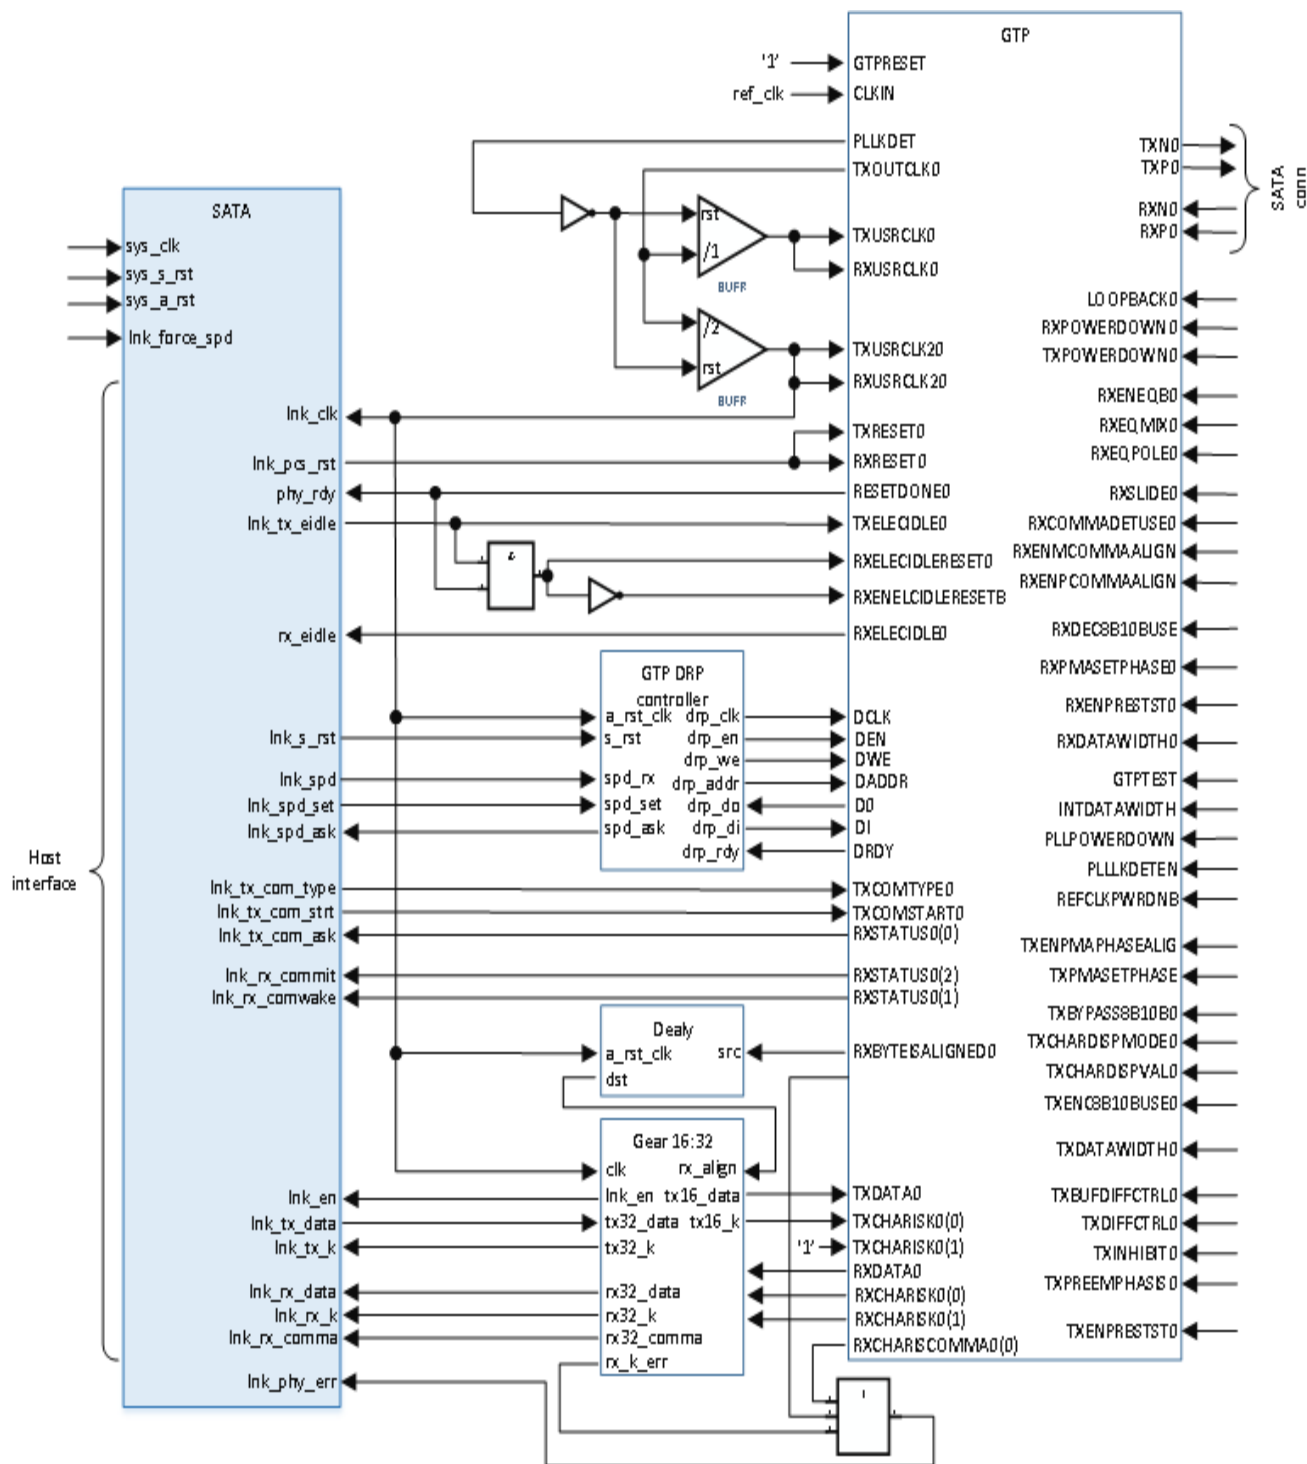 GTP
'1'
GTPRESET
ref_clk
CLKIN
PLLKDET
TXOUTCLK0
TXN0
TXP0
RXN0
RXP0
SATA
conn
SATA
sys_clk
sys_s_rst
sys_a_rst
lnk_force_spd
rst
/1
BUFR
TXUSRCLK0
RXUSRCLK0
/2
rst
BUFR
TXUSRCLK20
RXUSRCLK20
LOOPBACK0
RXPOWERDOWN0
TXPOWERDOWN0
RXENEQB0
RXEQMIX0
RXEQPOLE0
RXSLIDE0
RXCOMMADETUSE0
RXENMCOMMAALIGN
RXENPCOMMAALIGN
RXDEC8B10BUSE
RXPMASETPHASE0
RXENPRBSTST0
RXDATAWIDTH0
GTPTEST
INTDATAWIDTH
PLLPOWERDOWN
PLLLKDETEN
REFCLKPWRDNB
TXENPMAPHASEALIG
TXPMASETPHASE
TXBYPASS8B10B0
TXCHARDISPMODE0
TXCHARDISPVAL0
TXENC8B10BUSE0
TXDATAWIDTH0
TXBUFDIFFCTRL0
TXDIFFCTRL0
TXINHIBIT0
TXPREEMPHASIS0
TXENPRBSTST0
lnk_clk
lnk_pcs_rst
TXRESET0
RXRESET0
phy_rdy
RESETDONE0
lnk_tx_eidle
TXELECIDLE0
RXELECIDLERESET0
RXENELCIDLERESETB
rx_eidle
RXELECIDLE0
GTP DRP
controller
a_rst_clk drp_clk
DCLK
lnk_s_rst
s_rst drp_en
DEN
drp_we
DWE
lnk_spd
spd_rx drp_addr
DADDR
lnk_spd_set
spd_set drp_do
DO
lnk_spd_ask
spd_ask drp_di
DI
drp_rdy
DRDY
Host
interface
lnk_tx_com_type
TXCOMTYPE0
lnk_tx_com_strt
TXCOMSTART0
lnk_tx_com_ask
RXSTATUS0(0)
lnk_rx_commit
RXSTATUS0(2)
lnk_rx_comwake
RXSTATUS0(1)
Dealy
a_rst_clk src
RXBYTEISALIGNED0
dst
Gear 16:32
clk rx_align
lnk_en
lnk_en tx16_data
TXDATA0
lnk_tx_data
tx32_data tx16_k
TXCHARISK0(0)
lnk_tx_k
tx32_k
'1'
TXCHARISK0(1)
RXDATA0
lnk_rx_data
rx32_data
RXCHARISK0(0)
lnk_rx_k
rx32_k
RXCHARISK0(1)
lnk_rx_comma
rx32_comma
RXCHARISCOMMA0(0)
rx_k_err
lnk_phy_err